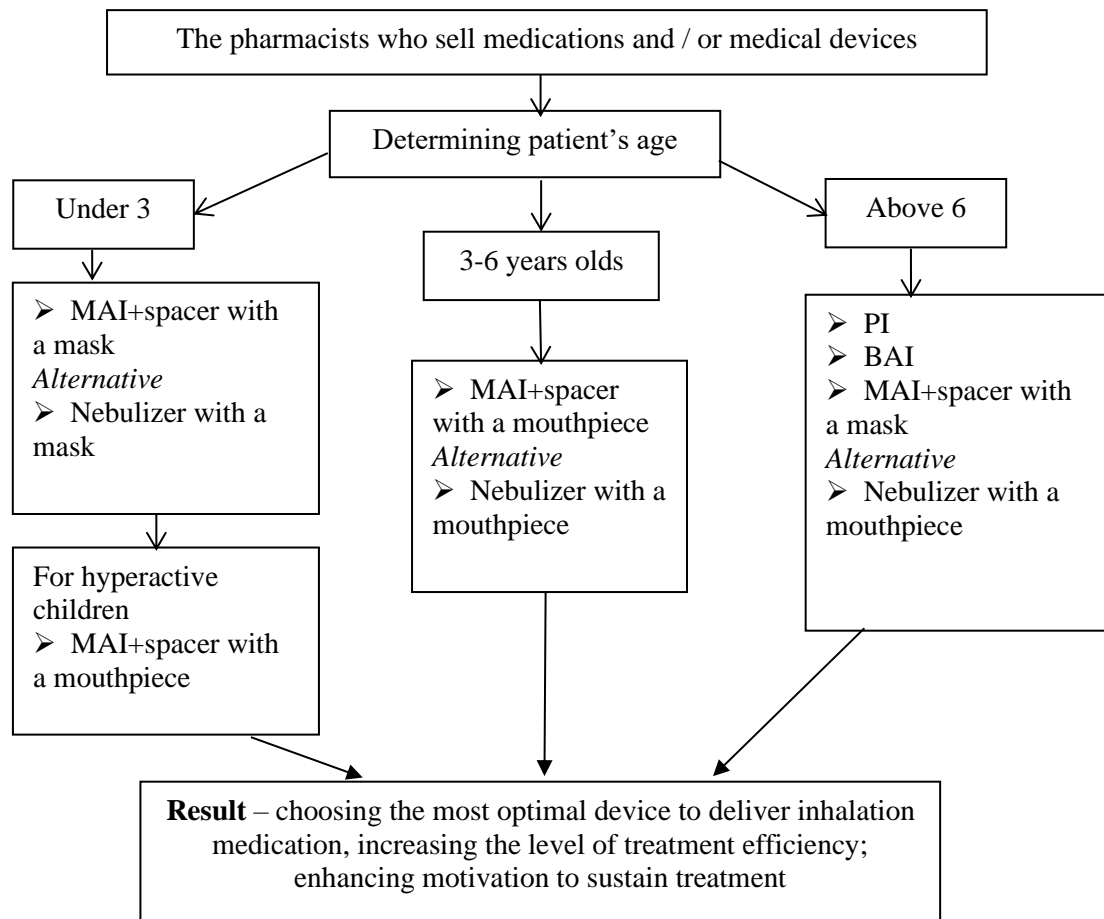 The pharmacists who sell medications and / or medical devices
Determining patient’s age
Under 3
➢ MAI+spacer with
a mask
Alternative
➢ Nebulizer with a
mask
For hyperactive
children
➢ MAI+spacer with
a mouthpiece
3-6 years olds
➢ MAI+spacer
with a mouthpiece
Alternative
➢ Nebulizer with a
mouthpiece
Above 6
➢ PI
➢ BAI
➢ MAI+spacer with a
mask
Alternative
➢ Nebulizer with a
mouthpiece
Result – choosing the most optimal device to deliver inhalation
medication, increasing the level of treatment efficiency;
enhancing motivation to sustain treatment